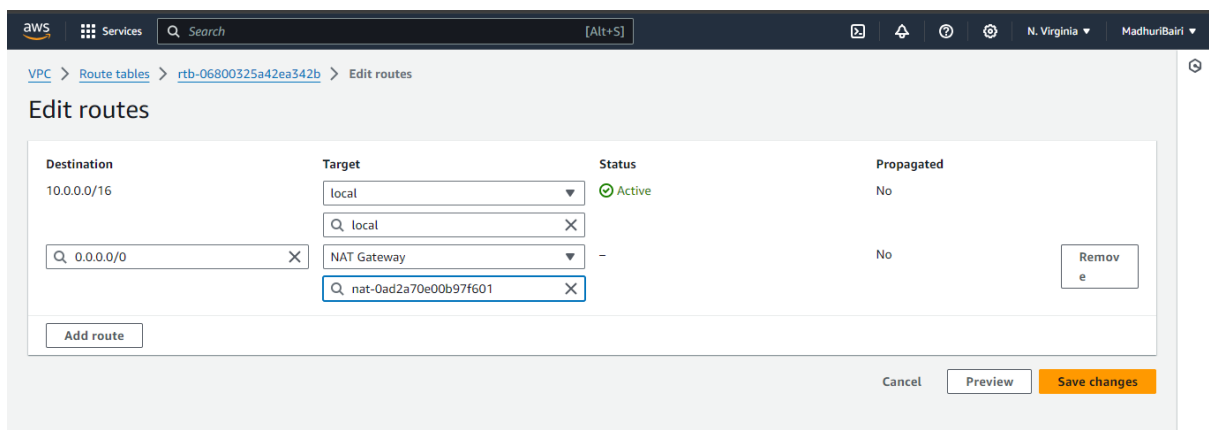 aws Services Search [Alt+S] N. Virginia MadhuriBairi
VPC > Route tables > rtb-06800325a42ea342b > Edit routes
Edit routes
Destination Target Status Propagated
10.0.0.0/16 local Active No
local
0.0.0.0/0 NAT Gateway – No Remov
e
nat-0ad2a70e00b97f601
Add route
Cancel Preview Save changes